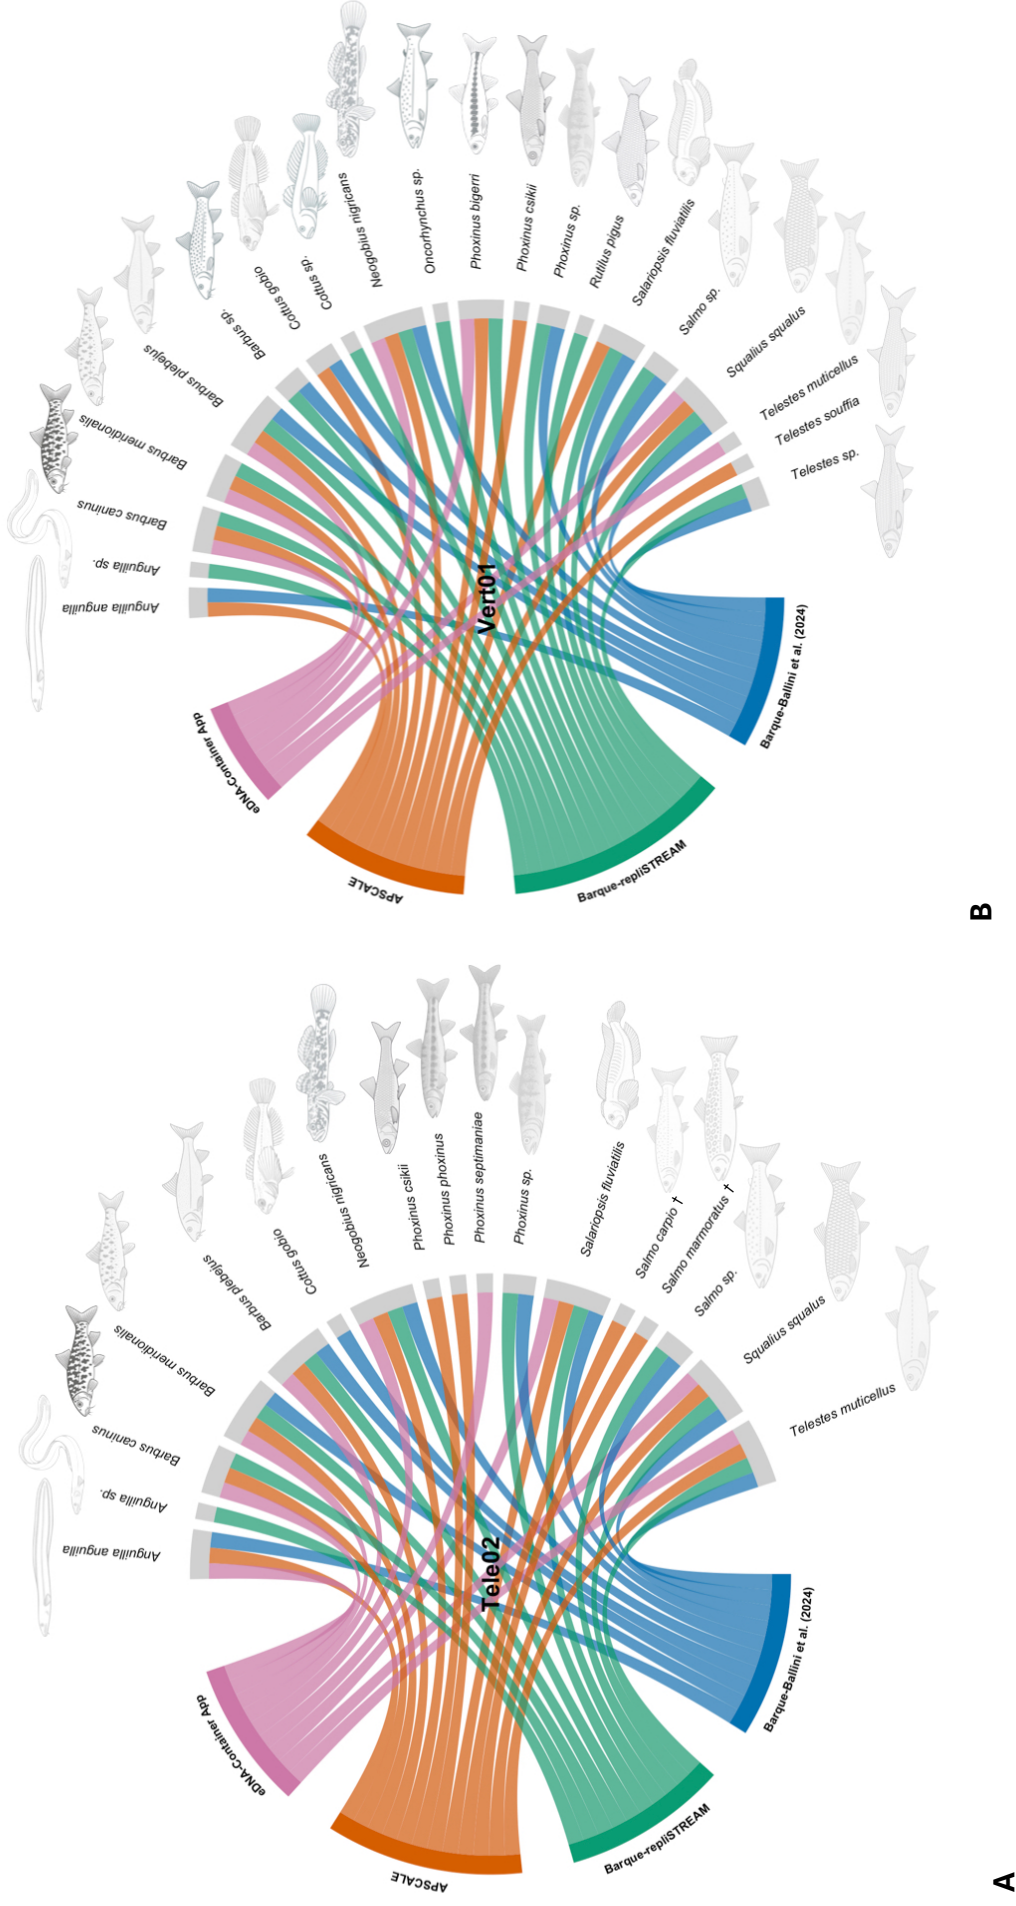 Anguilla anguilla
Anguilla sp.
Barbus caninus
Barbus meridionalis
Barbus plebejus
Barbus sp.
Cottus gobio
Cottus sp.
Neogobius nigricans
Oncorhynchus sp.
Phoxinus bigerri
Phoxinus csikii
Phoxinus sp.
Rutilus pigus
Salariopsis fluviatilis
Salmo sp.
Squalius squalus
Telestes muticellus
Telestes souffia
Telestes sp.
Vert01
eDNA-Container App
APSCALE
Barque-repliSTREAM
Barque-Ballini et al. (2024)
B
Anguilla anguilla
Anguilla sp.
Barbus caninus
Barbus meridionalis
Barbus plebejus
Cottus gobio
Neogobius nigricans
Phoxinus csikii
Phoxinus phoxinus
Phoxinus septimaniae
Phoxinus sp.
Salariopsis fluviatilis
Salmo carpio †
Salmo marmoratus †
Salmo sp.
Squalius squalus
Telestes muticellus
Tele02
eDNA-Container App
APSCALE
Barque-repliSTREAM
Barque-Ballini et al. (2024)
A